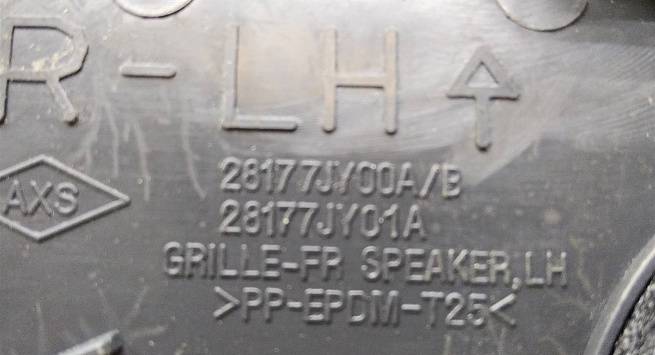 R-LH↑
AXS
28177JY00A/B
28177JY01A
GRILLE-FR SPEAKER,LH
>PP-EPDM-T25<